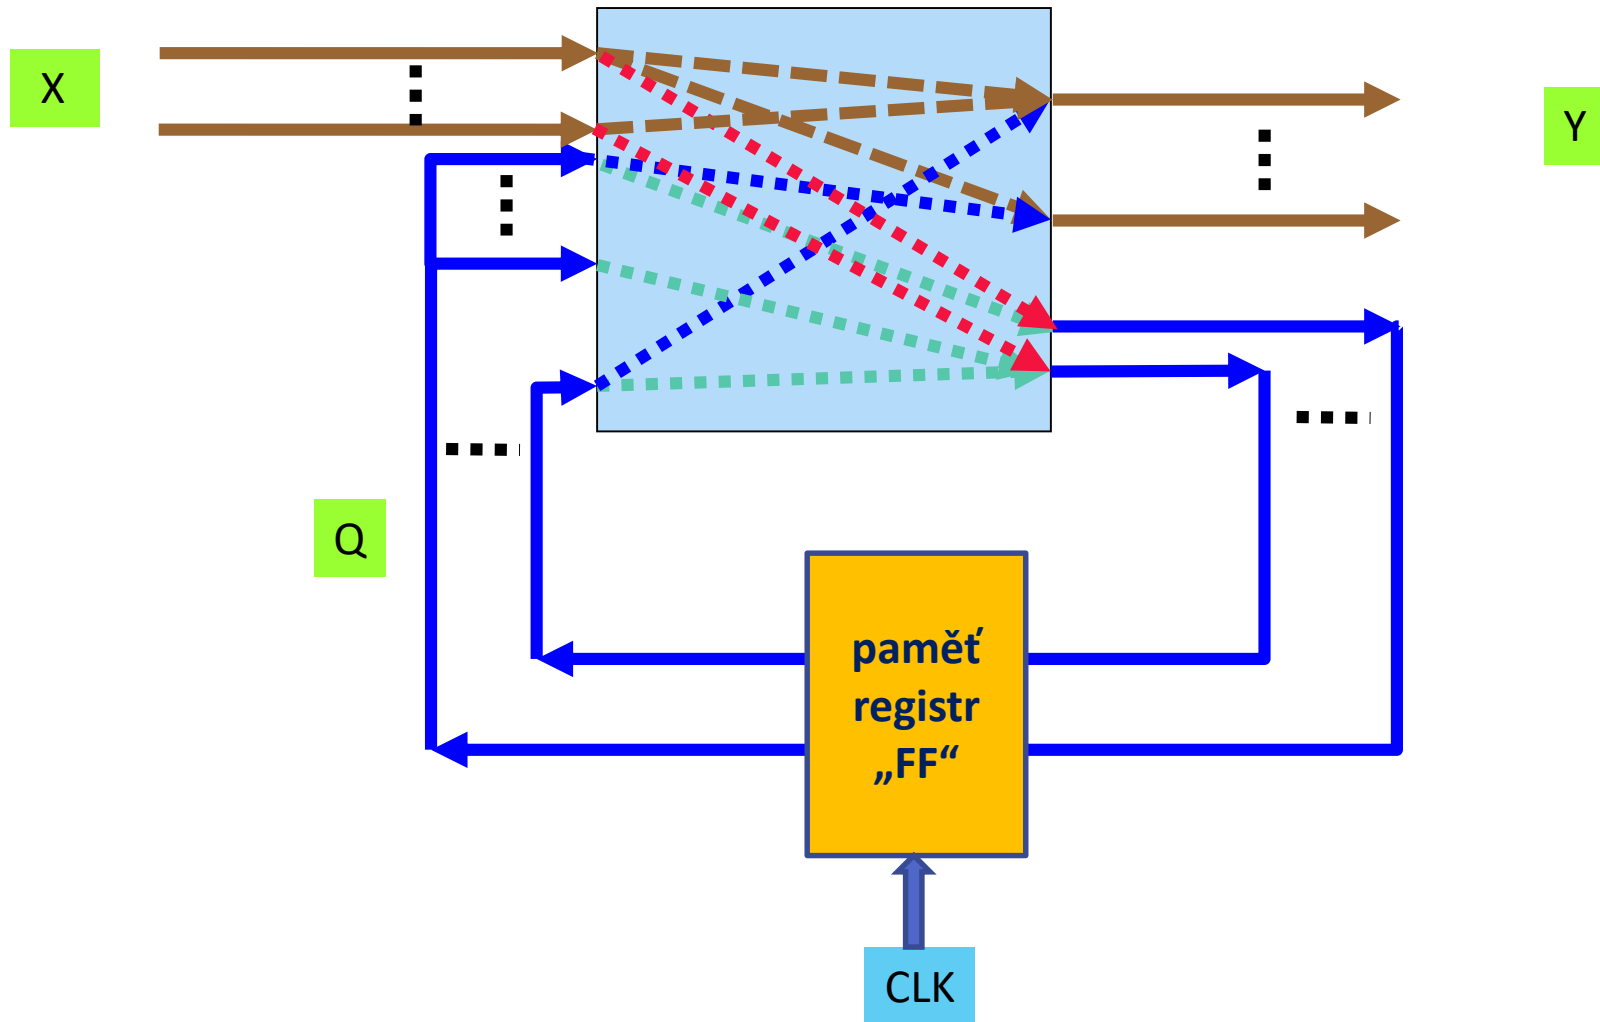 X
Y
Q
paměť
registr
„FF“
CLK